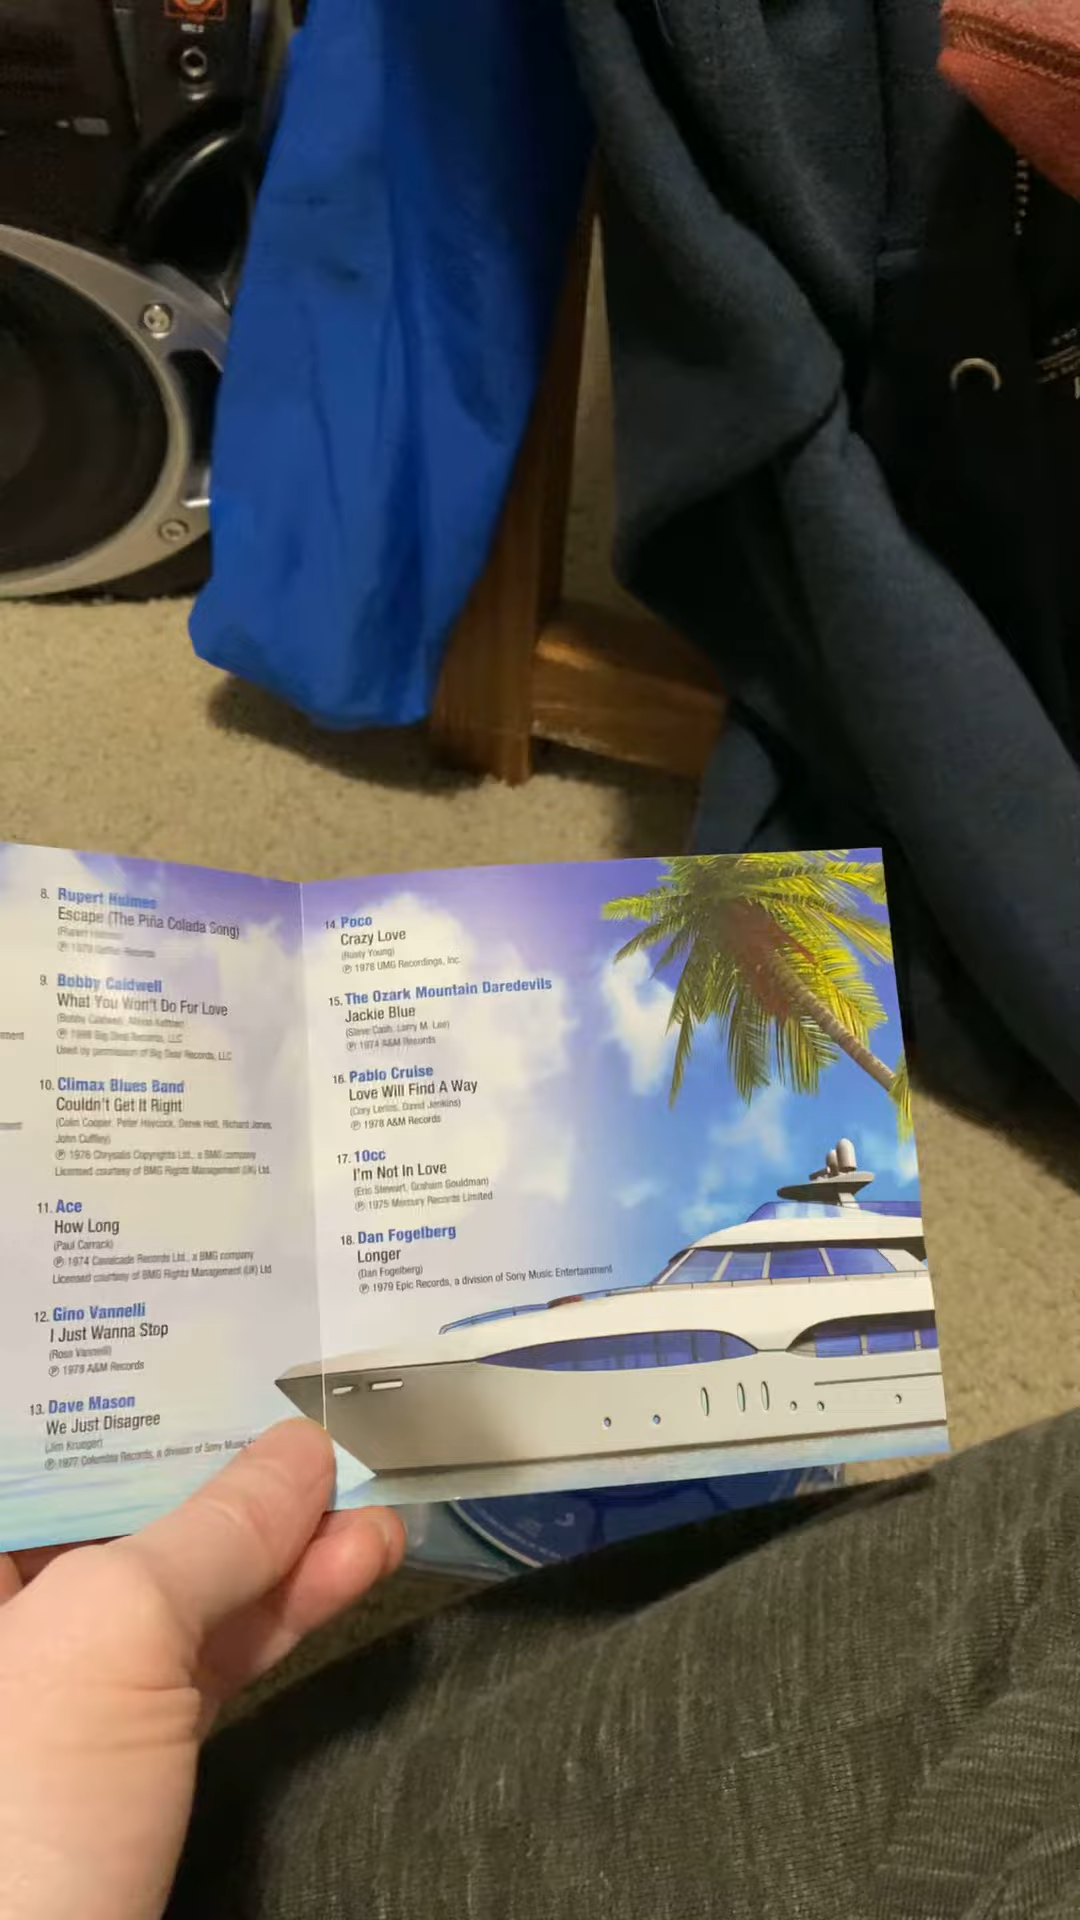 MIC 2
8. Rupert Holmes
Escape (The Piña Colada Song)
(Rupert Holmes)
℗ 1979 Geffen Records
9. Bobby Caldwell
What You Won't Do For Love
(Bobby Caldwell, Alfons Kettner)
℗ Big Deal Records, LLC
Used by permission of Big Deal Records, LLC
10. Climax Blues Band
Couldn't Get It Right
(Colin Cooper, Peter Haycock, Derek Holt, Richard Jones,
John Cuffley)
℗ 1976 Chrysalis Copyrights Ltd., a BMG company
Licensed courtesy of BMG Rights Management (UK) Ltd.
11. Ace
How Long
(Paul Carrack)
℗ 1974 Cavalcade Records Ltd., a BMG company
Licensed courtesy of BMG Rights Management (UK) Ltd
12. Gino Vannelli
I Just Wanna Stop
(Ross Vannelli)
℗ 1978 A&M Records
13. Dave Mason
We Just Disagree
(Jim Krueger)
℗ 1977 Columbia Records, a division of Sony Music
14. Poco
Crazy Love
(Rusty Young)
℗ 1978 UMG Recordings, Inc.
15. The Ozark Mountain Daredevils
Jackie Blue
(Steve Cash, Larry M. Lee)
℗ 1974 A&M Records
16. Pablo Cruise
Love Will Find A Way
(Cory Lerios, David Jenkins)
℗ 1978 A&M Records
17. 10cc
I'm Not In Love
(Eric Stewart, Graham Gouldman)
℗ 1975 Mercury Records Limited
18. Dan Fogelberg
Longer
(Dan Fogelberg)
℗ 1979 Epic Records, a division of Sony Music Entertainment